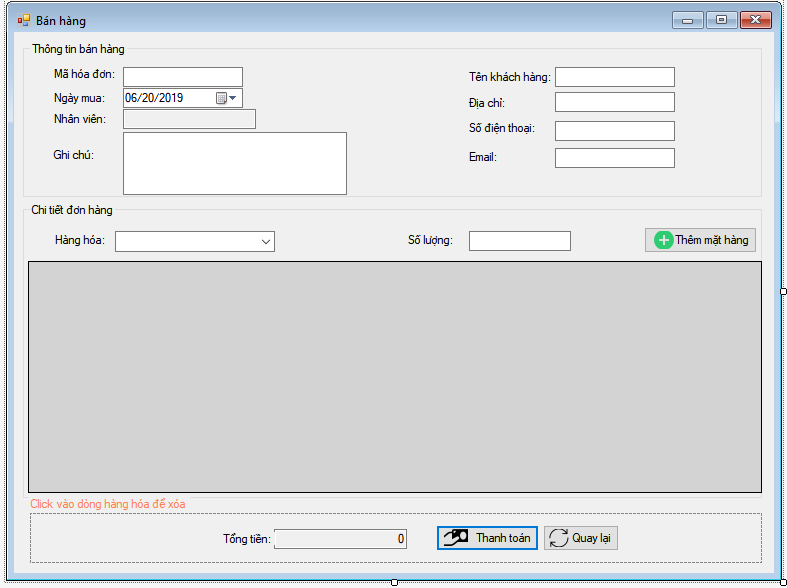 Bán hàng
Thông tin bán hàng
Mã hóa đơn:
Ngày mua: 06/20/2019
Nhân viên:
Ghi chú:
Tên khách hàng:
Địa chỉ:
Số điện thoại:
Email:
Chi tiết đơn hàng
Hàng hóa:
Số lượng:
Thêm mặt hàng
Click vào dòng hàng hóa để xóa
Tổng tiền: 0
Thanh toán
Quay lại